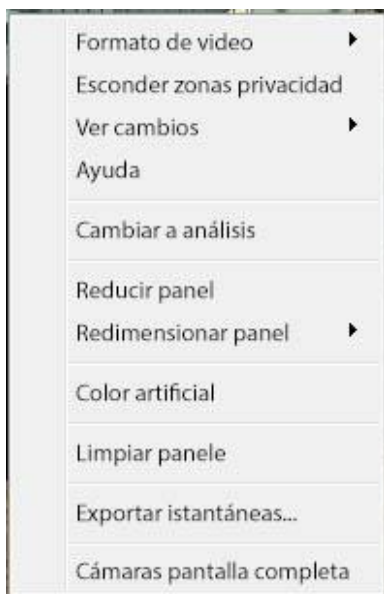 Formato de video
Esconder zonas privacidad
Ver cambios
Ayuda
Cambiar a análisis
Reducir panel
Redimensionar panel
Color artificial
Limpiar panele
Exportar istantáneas...
Cámaras pantalla completa